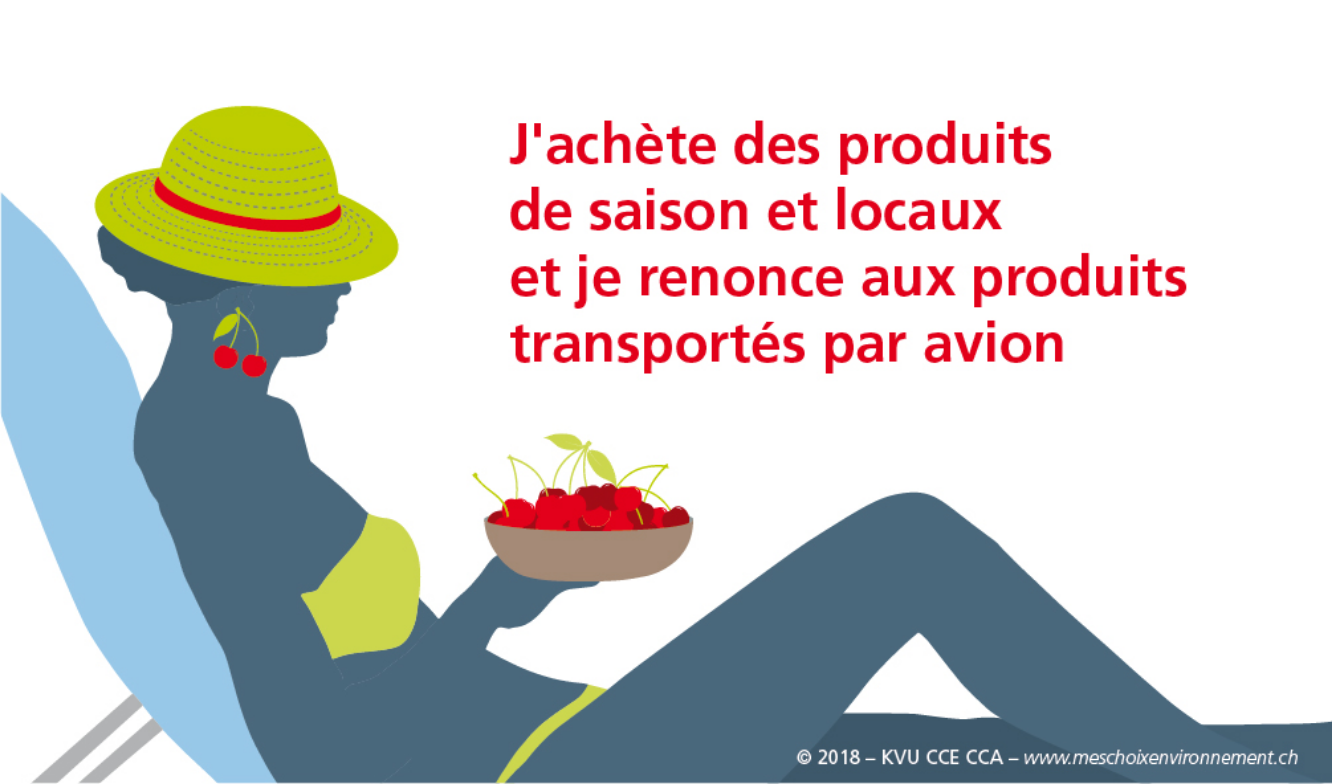 J'achète des produits
de saison et locaux
et je renonce aux produits
transportés par avion
© 2018 – KVU CCE CCA – www.meschoixenvironnement.ch